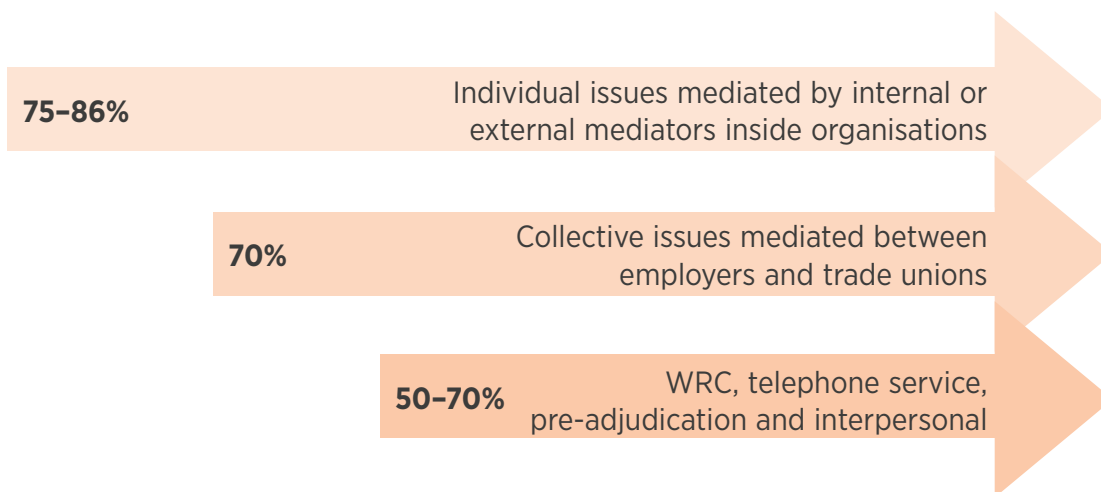 75–86%
Individual issues mediated by internal or
external mediators inside organisations
70%
Collective issues mediated between
employers and trade unions
50–70%
WRC, telephone service,
pre-adjudication and interpersonal